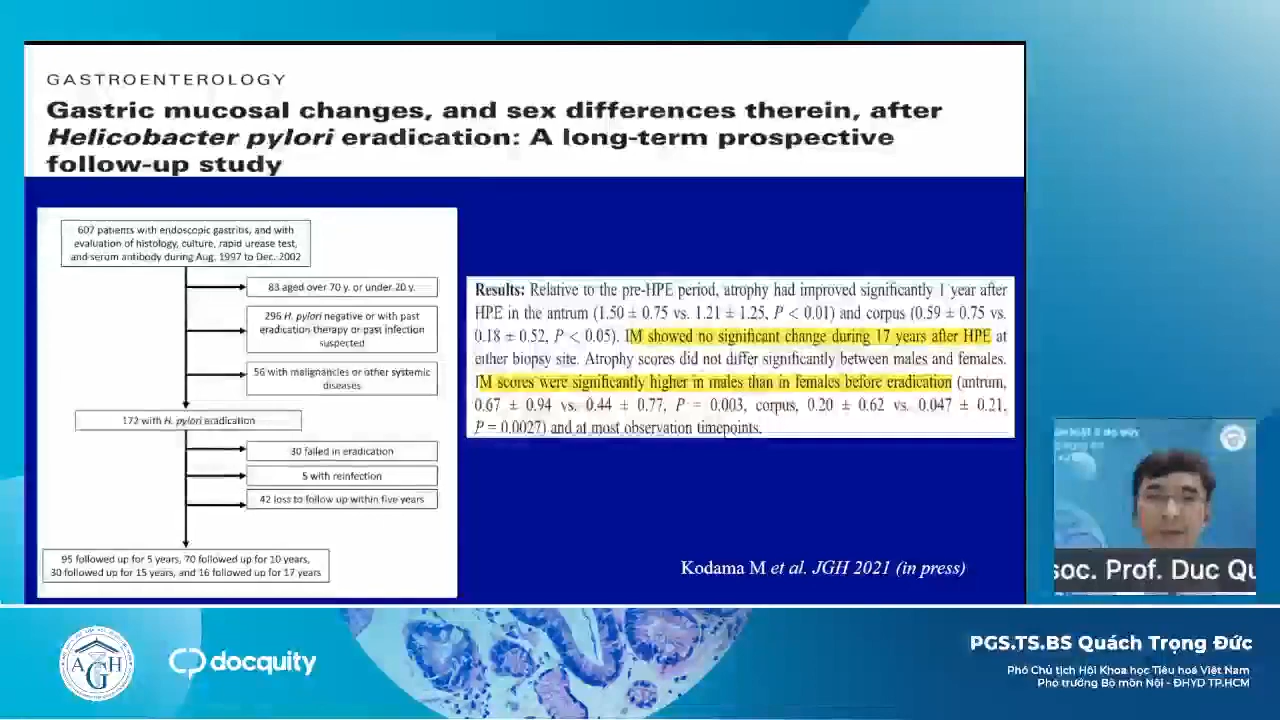 GASTROENTEROLOGY
Gastric mucosal changes, and sex differences therein, after
Helicobacter pylori eradication: A long-term prospective
follow-up study
607 patients with endoscopic gastritis, and with
evaluation of histology, culture, rapid urease test,
and serum antibody during Aug. 1997 to Dec. 2002
83 aged over 70 y. or under 20 y.
296 H. pylori negative or with past
eradication therapy or past infection
suspected
56 with malignancies or other systemic
diseases
172 with H. pylori eradication
30 failed in eradication
5 with reinfection
42 loss to follow up within five years
95 followed up for 5 years, 70 followed up for 10 years,
30 followed up for 15 years, and 16 followed up for 17 years
Results: Relative to the pre-HPE period, atrophy had improved significantly 1 year after
HPE in the antrum (1.50 ± 0.75 vs. 1.21 ± 1.25, P < 0.01) and corpus (0.59 ± 0.75 vs.
0.18 ± 0.52, P < 0.05). IM showed no significant change during 17 years after HPE at
either biopsy site. Atrophy scores did not differ significantly between males and females.
IM scores were significantly higher in males than in females before eradication (antrum,
0.67 ± 0.94 vs. 0.44 ± 0.77, P = 0.003, corpus, 0.20 ± 0.62 vs. 0.047 ± 0.21,
P = 0.0027) and at most observation timepoints.
Kodama M et al. JGH 2021 (in press)
soc. Prof. Duc Qu
AGH
docquity
PGS.TS.BS Quách Trọng Đức
Phó Chủ tịch Hội Khoa học Tiêu hoá Việt Nam
Phó trưởng Bộ môn Nội - ĐHYD TP.HCM